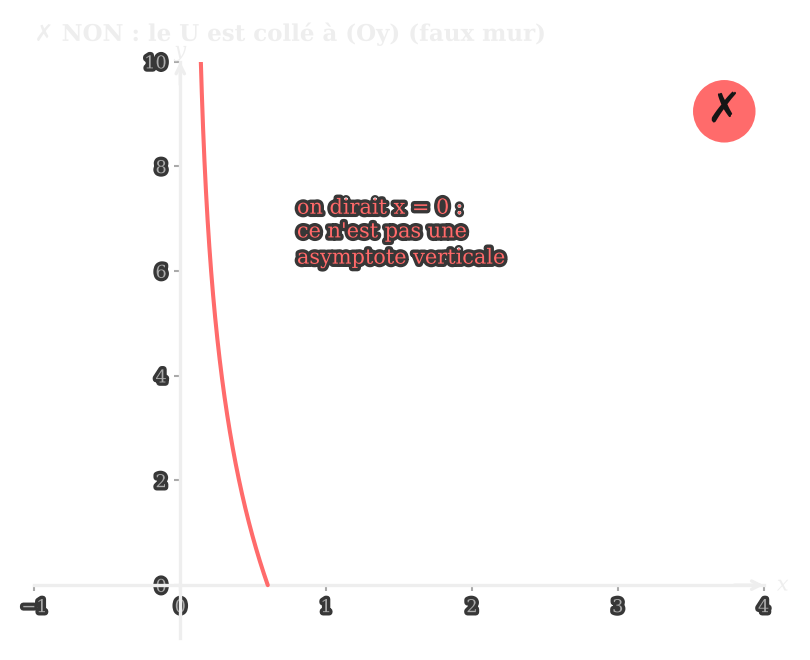 ✗ NON : le U est collé à (Oy) (faux mur)
y
10
✗
8
on dirait x = 0 :
ce n'est pas une
asymptote verticale
6
4
2
0
x
−1 0 1 2 3 4